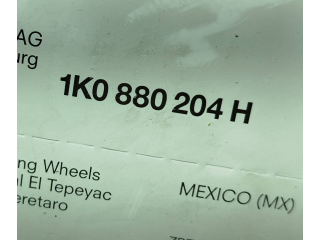 AG
urg
1K0 880 204 H
ng Wheels
al El Tepeyac
eretaro
MEXICO (MX)